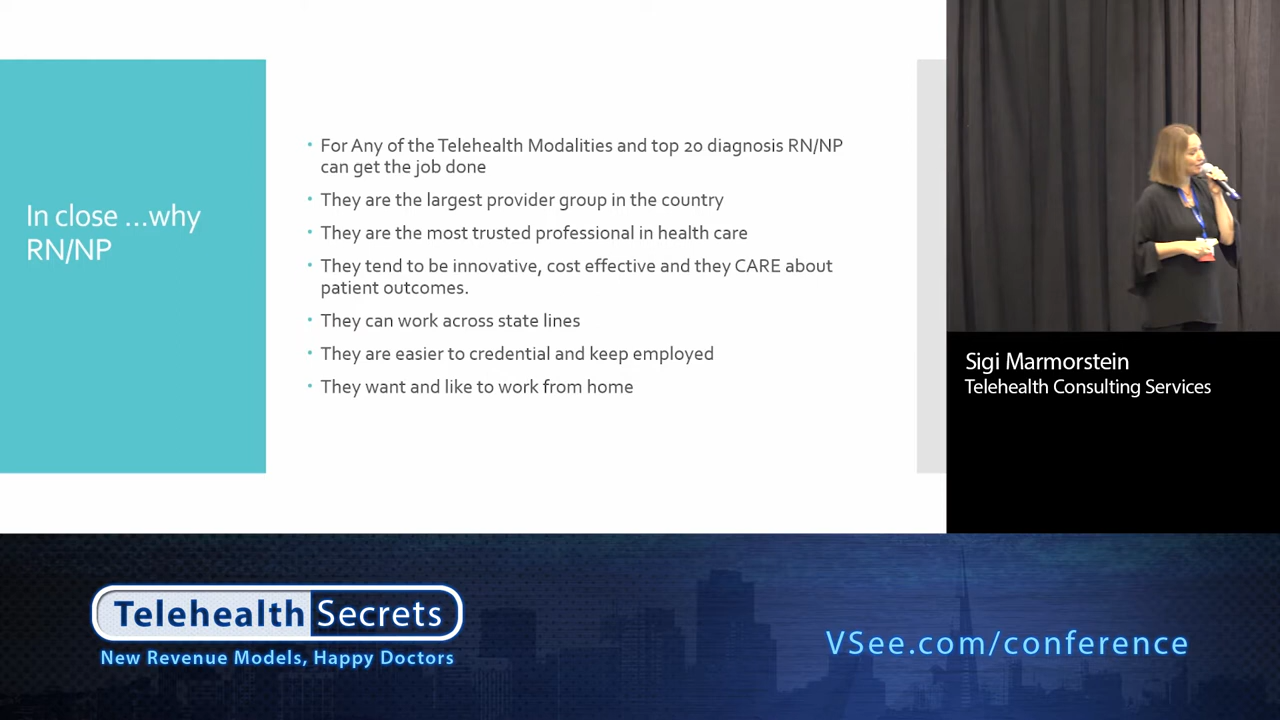 In close ...why
RN/NP
• For Any of the Telehealth Modalities and top 20 diagnosis RN/NP
can get the job done
• They are the largest provider group in the country
• They are the most trusted professional in health care
• They tend to be innovative, cost effective and they CARE about
patient outcomes.
• They can work across state lines
• They are easier to credential and keep employed
• They want and like to work from home
Sigi Marmorstein
Telehealth Consulting Services
Telehealth Secrets
New Revenue Models, Happy Doctors
VSee.com/conference